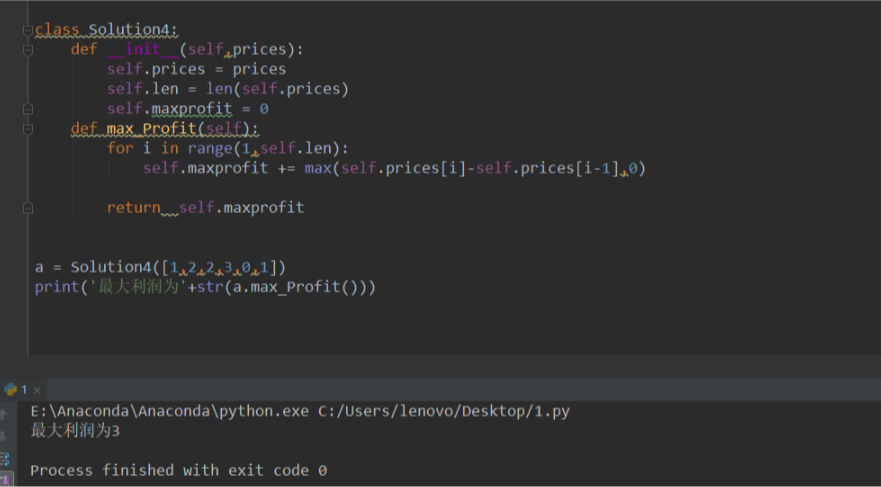 class Solution4:
    def __init__(self,prices):
        self.prices = prices
        self.len = len(self.prices)
        self.maxprofit = 0
    def max_Profit(self):
        for i in range(1,self.len):
            self.maxprofit += max(self.prices[i]-self.prices[i-1],0)
        return  self.maxprofit
a = Solution4([1,2,2,3,0,1])
print('最大利润为'+str(a.max_Profit()))
1 ×
E:\Anaconda\Anaconda\python.exe C:/Users/lenovo/Desktop/1.py
最大利润为3
Process finished with exit code 0